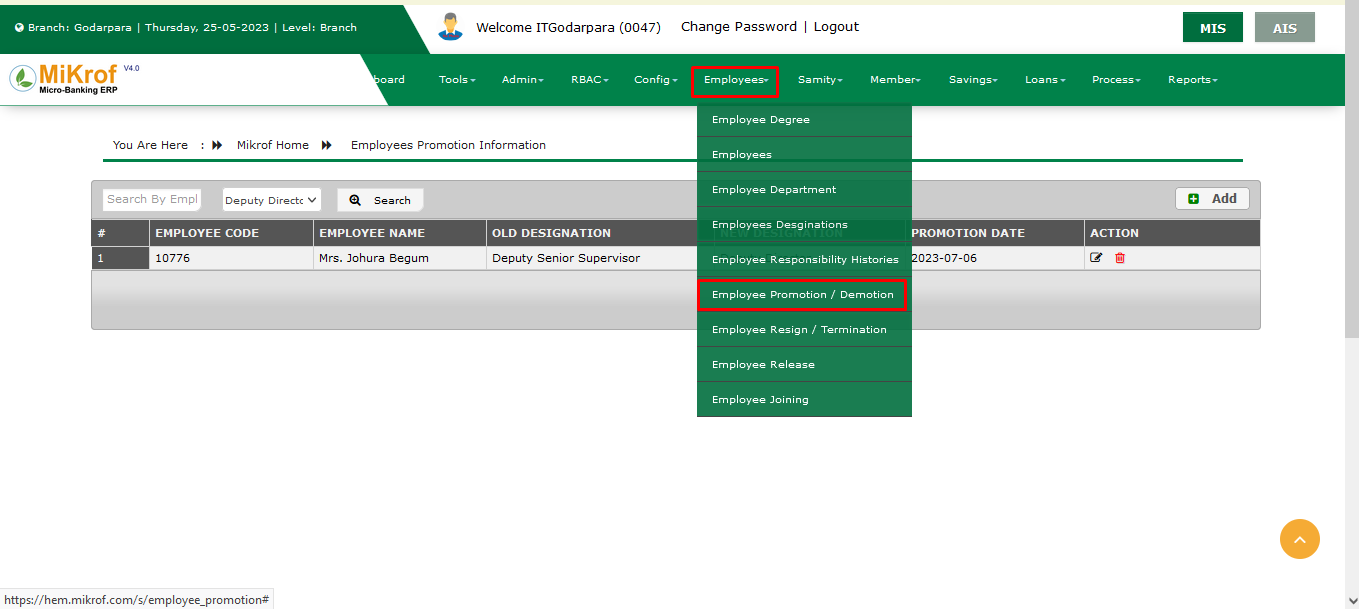 Branch: Godarpara | Thursday, 25-05-2023 | Level: Branch
Welcome ITGodarpara (0047) Change Password | Logout
MIS AIS
MiKrof V4.0
Micro-Banking ERP
board Tools Admin RBAC Config Employees Samity Member Savings Loans Process Reports
Employee Degree
You Are Here : Mikrof Home Employees Promotion Information
Employees
Employee Department
Search By Empl Deputy Directc Search Add
Employees Desginations
# EMPLOYEE CODE EMPLOYEE NAME OLD DESIGNATION NEW DESIGNATION PROMOTION DATE ACTION
1 10776 Mrs. Johura Begum Deputy Senior Supervisor 2023-07-06
Employee Responsibility Histories
Employee Promotion / Demotion
Employee Resign / Termination
Employee Release
Employee Joining
https://hem.mikrof.com/s/employee_promotion#